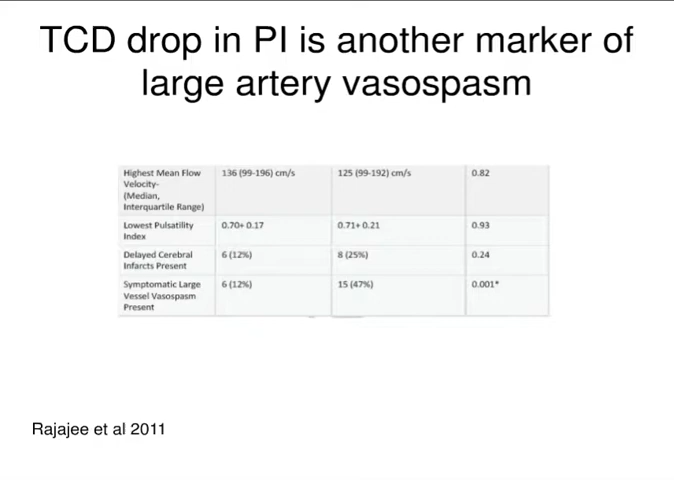 TCD drop in PI is another marker of
large artery vasospasm
Highest Mean Flow 136 (99-196) cm/s 125 (99-192) cm/s 0.82
Velocity-
(Median,
Interquartile Range)
Lowest Pulsatility 0.70+ 0.17 0.71+ 0.21 0.93
Index
Delayed Cerebral 6 (12%) 8 (25%) 0.24
Infarcts Present
Symptomatic Large 6 (12%) 15 (47%) 0.001*
Vessel Vasospasm
Present
Rajajee et al 2011